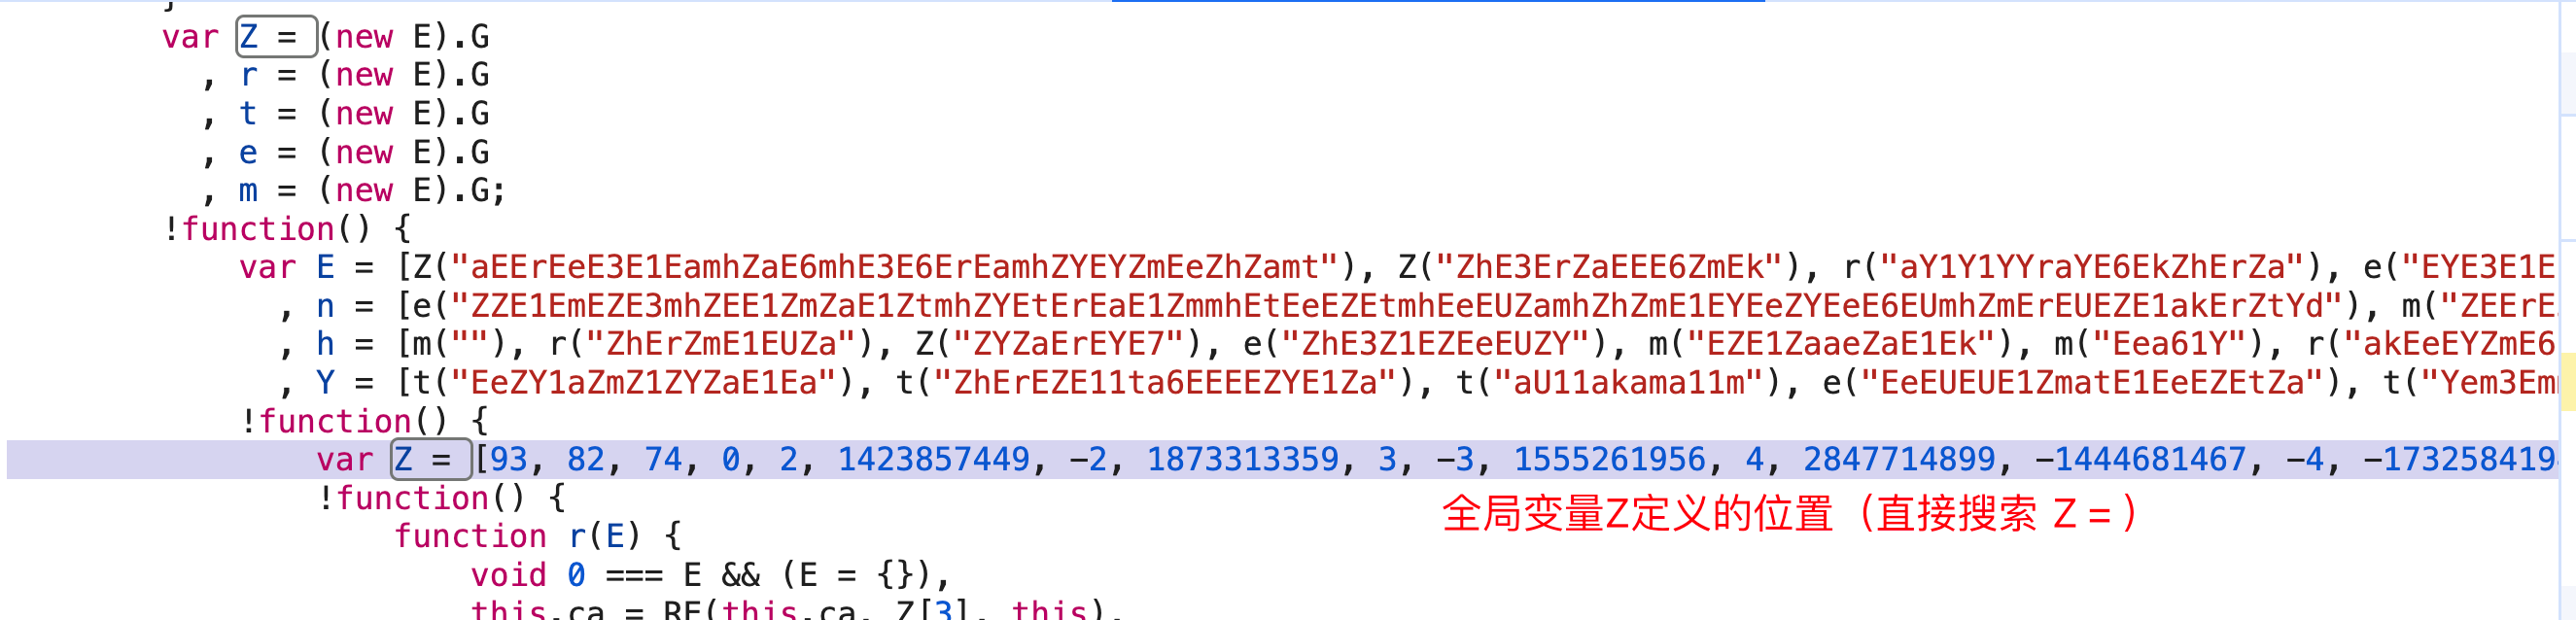 var Z = (new E).G
, r = (new E).G
, t = (new E).G
, e = (new E).G
, m = (new E).G;
!function() {
var E = [Z("aEErEeE3E1EamhZaE6mhE3E6ErEamhZYEYZmEeZhZamt"), Z("ZhE3ErZaEEE6ZmEk"), r("aY1Y1YYraYE6EkZhErZa"), e("EYE3E1E
, n = [e("ZZE1EmEZE3mhZEE1ZmZaE1ZtmhZYEtErEaE1ZmmhEtEeEZEtmhEeEUZamhZhZmE1EYEeZYEeE6EUmhZmErEUEZE1akErZtYd"), m("ZEErE
, h = [m(""), r("ZhErZmE1EUZa"), Z("ZYZaErEYE7"), e("ZhE3Z1EZEeEUZY"), m("EZE1ZaaeZaE1Ek"), m("Eea61Y"), r("akEeEYZmE6
, Y = [t("EeZY1aZmZ1ZYZaE1Ea"), t("ZhErEZE11ta6EEEEZYE1Za"), t("aU11akama11m"), e("EeEUEUE1ZmatE1EeEZEtZa"), t("Yem3Em
!function() {
var Z = [93, 82, 74, 0, 2, 1423857449, −2, 1873313359, 3, −3, 1555261956, 4, 2847714899, −1444681467, −4, −173258419
全局变量Z定义的位置（直接搜索 Z = ）
!function() {
function r(E) {
void 0 === E && (E = {}),
this.ca = RE(this.ca, Z[3], this),